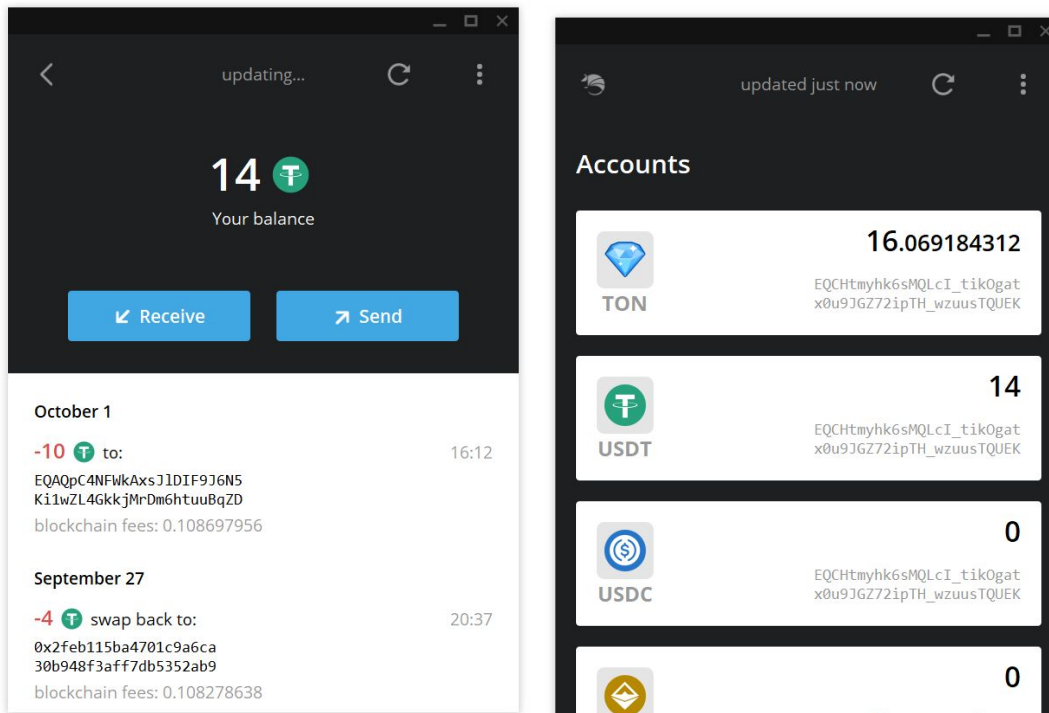 updating...
14
Your balance
Receive
Send
October 1
-10 to:
16:12
EQAQpC4NFWkAxsJlDIF9J6N5
Ki1wZL4GkkjMrDm6htuuBqZD
blockchain fees: 0.108697956
September 27
-4 swap back to:
20:37
0x2feb115ba4701c9a6ca
30b948f3aff7db5352ab9
blockchain fees: 0.108278638
updated just now
Accounts
16.069184312
EQCHtmyhk6sMQLcI_tikOgat
x0u9JGZ72ipTH_wzuusTQUEK
TON
14
EQCHtmyhk6sMQLcI_tikOgat
x0u9JGZ72ipTH_wzuusTQUEK
USDT
0
EQCHtmyhk6sMQLcI_tikOgat
x0u9JGZ72ipTH_wzuusTQUEK
USDC
0